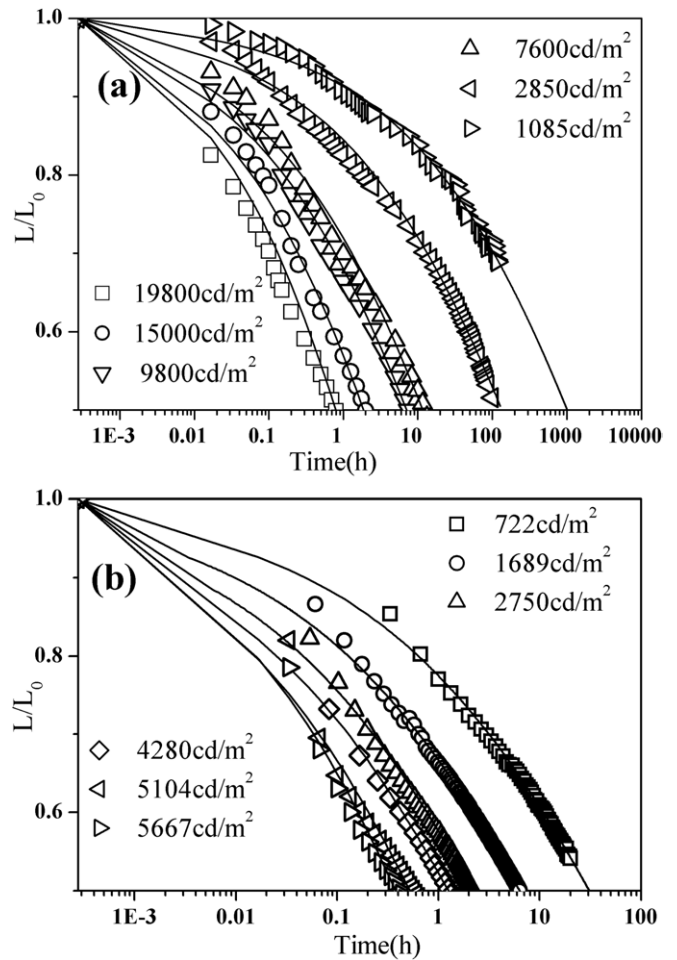 1.0
0.8
0.6
L/L₀
(a)
7600cd/m²
2850cd/m²
1085cd/m²
19800cd/m²
15000cd/m²
9800cd/m²
1E-3 0.01 0.1 1 10 100 1000 10000
Time(h)
1.0
0.8
0.6
L/L₀
(b)
722cd/m²
1689cd/m²
2750cd/m²
4280cd/m²
5104cd/m²
5667cd/m²
1E-3 0.01 0.1 1 10 100
Time(h)